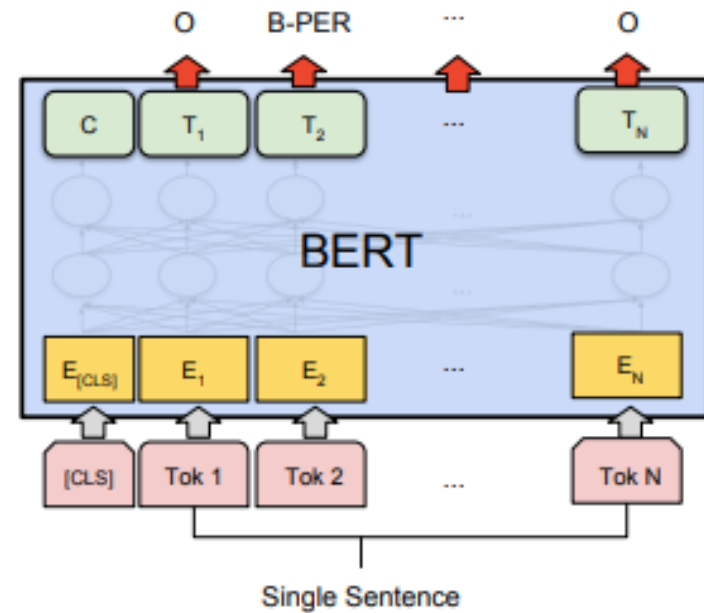 O B-PER ... O
C T1 T2 ... TN
...
BERT
...
E[CLS] E1 E2 ... EN
[CLS] Tok 1 Tok 2 ... Tok N
Single Sentence